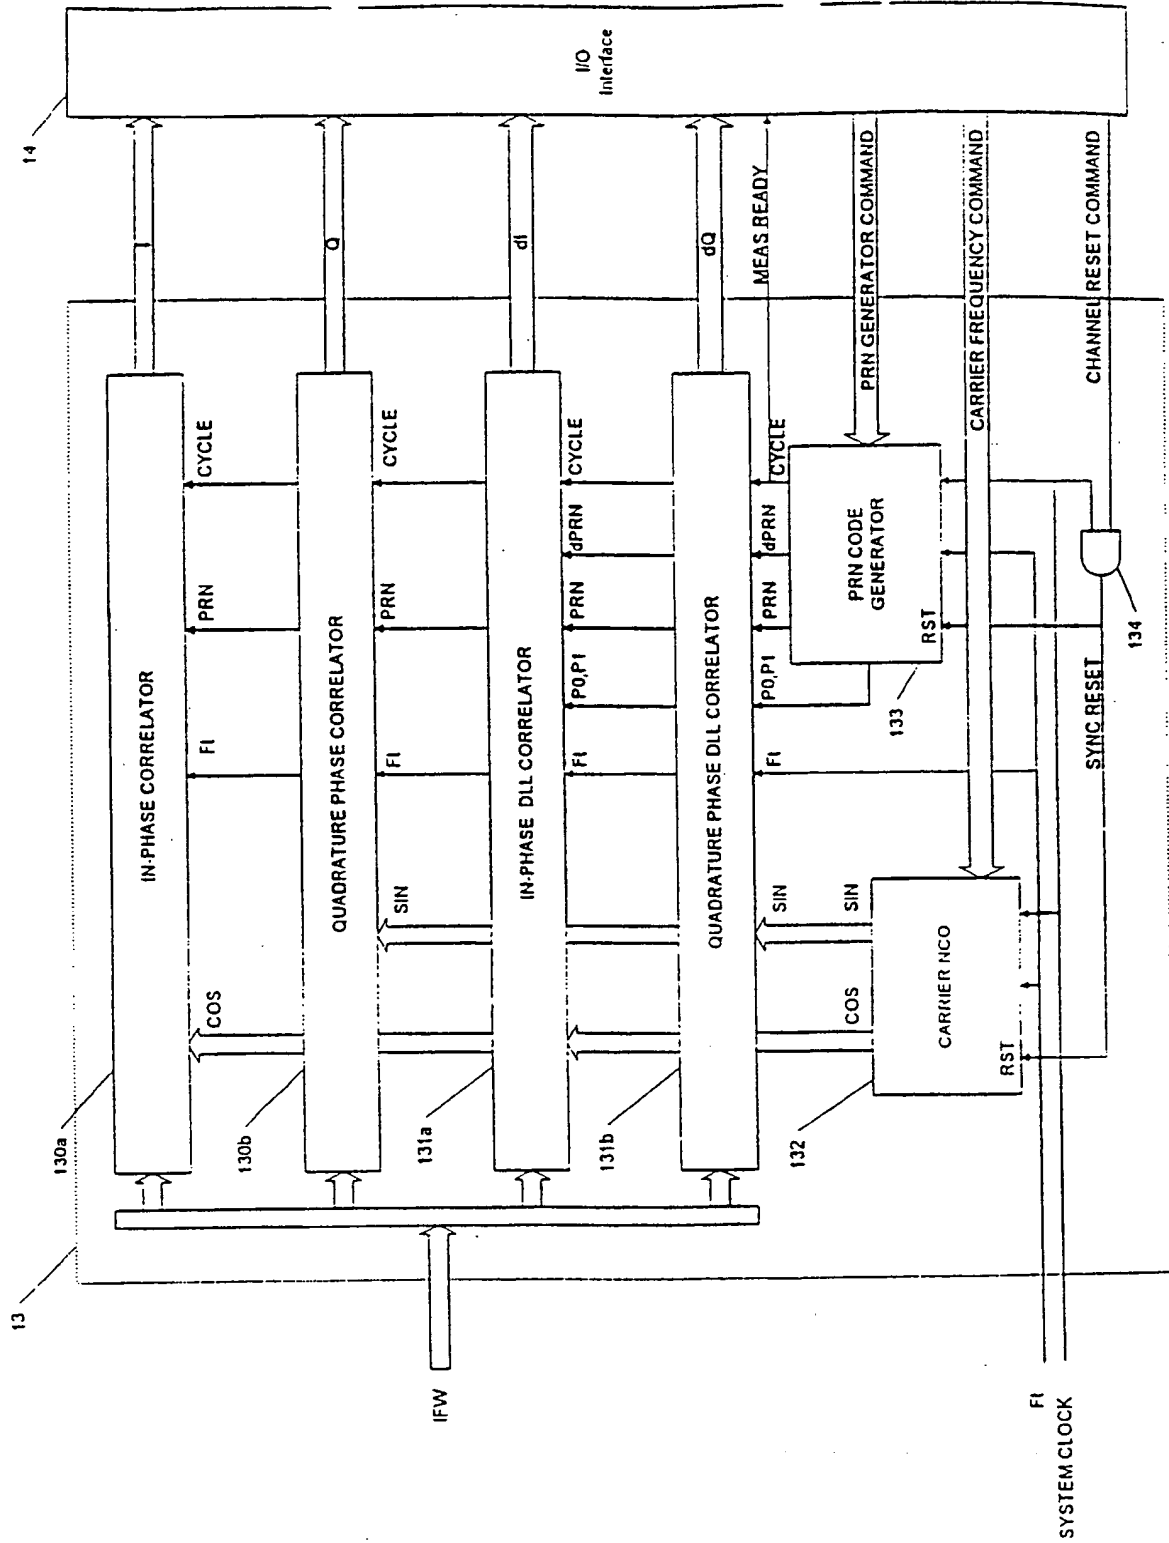 14
I/O
Interface
I
Q
dI
dQ
MEAS READY
PRN GENERATOR COMMAND
CARRIER FREQUENCY COMMAND
CHANNEL RESET COMMAND
IN-PHASE CORRELATOR
CYCLE
PRN
FI
COS
130a
QUADRATURE PHASE CORRELATOR
CYCLE
PRN
FI
SIN
130b
IN-PHASE DLL CORRELATOR
CYCLE
dPRN
PRN
P0,P1
FI
131a
QUADRATURE PHASE DLL CORRELATOR
CYCLE
dPRN
PRN
P0,P1
FI
SIN
131b
PRN CODE
GENERATOR
RST
133
SIN
COS
CARRIER NCO
RST
132
134
SYNC RESET
13
IFW
FI
SYSTEM CLOCK